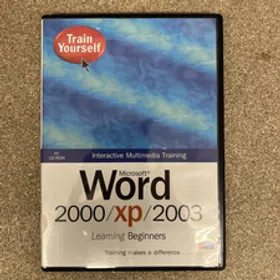 Train
Yourself
Interactive Multimedia Training
PC
CD-ROM
Microsoft®
Word
2000/xp/2003
Learning Beginners
Training makes a difference